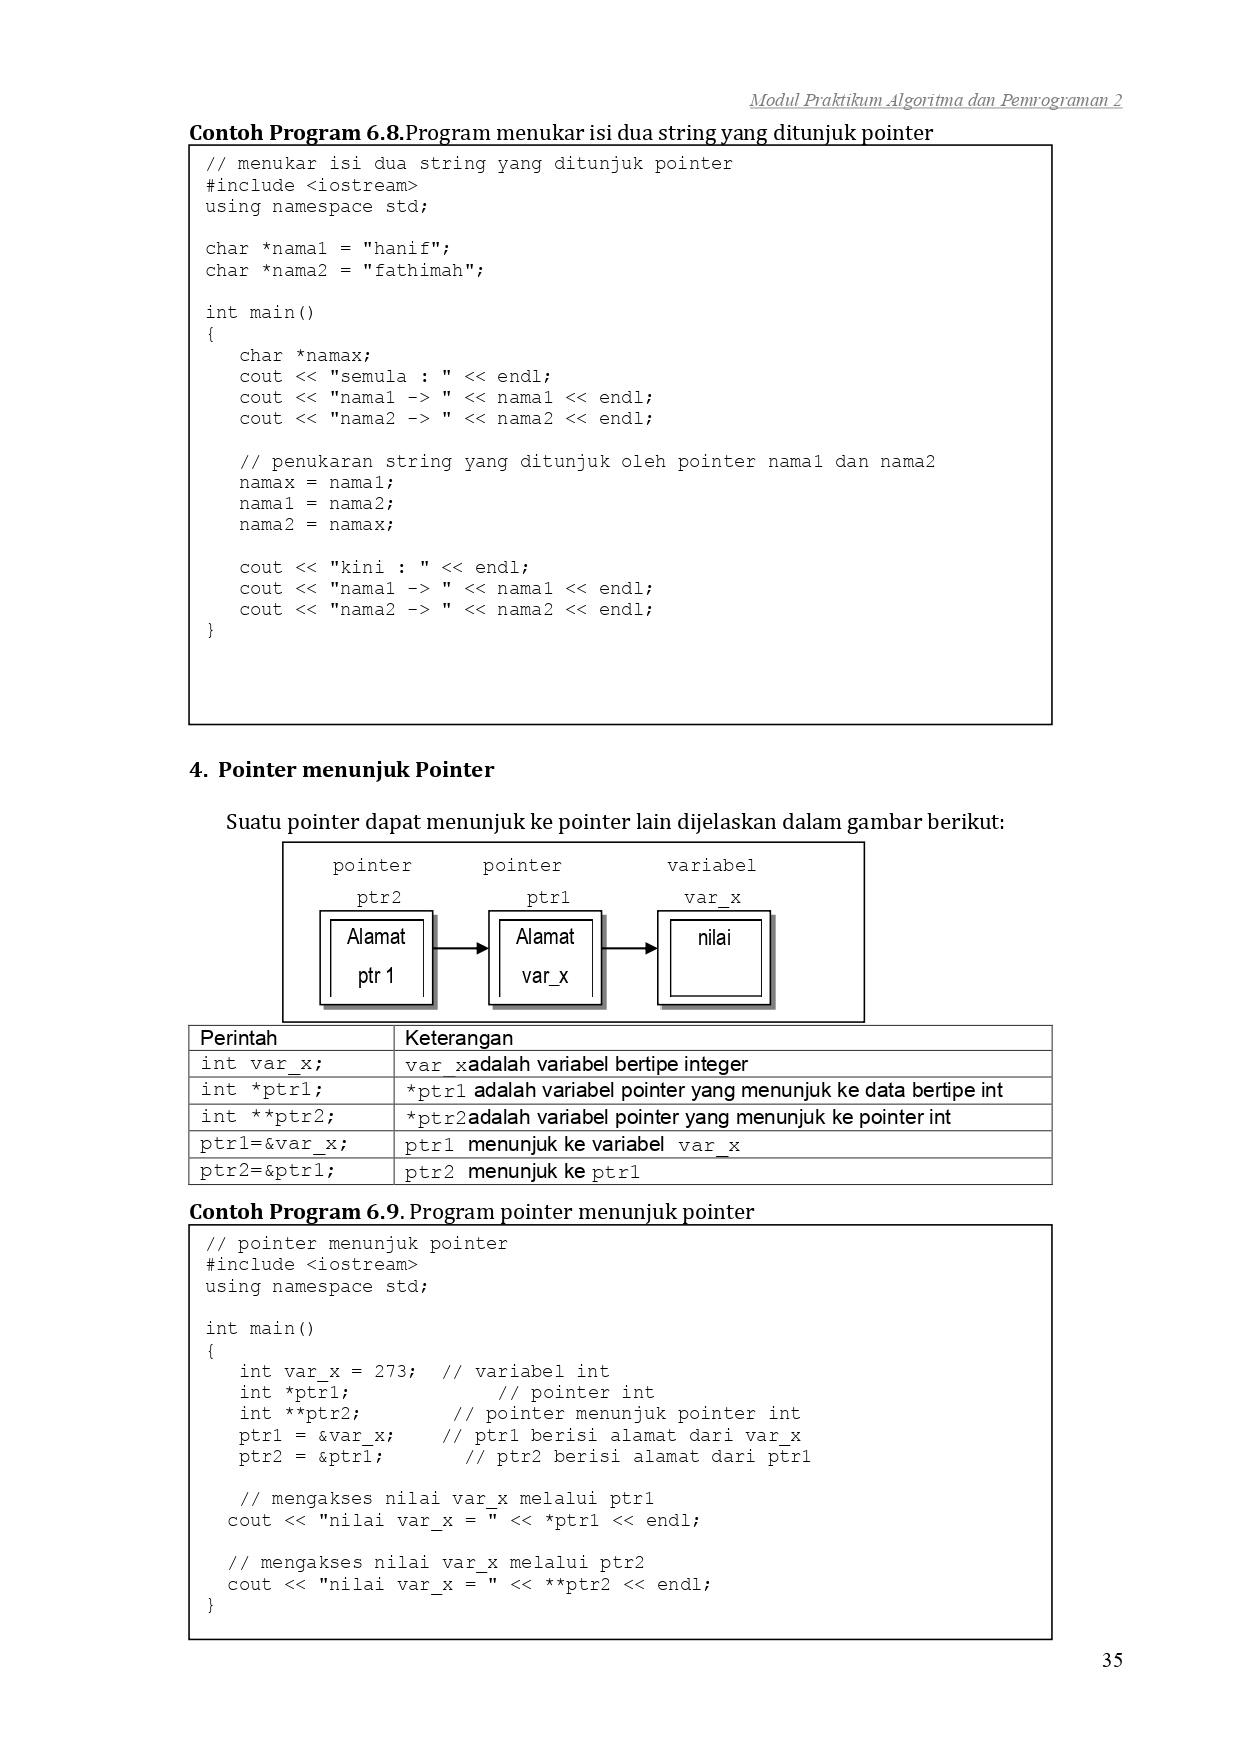 Modul Praktikum Algoritma dan Pemrograman 2
Contoh Program 6.8.Program menukar isi dua string yang ditunjuk pointer
// menukar isi dua string yang ditunjuk pointer
#include <iostream>
using namespace std;
char *nama1 = "hanif";
char *nama2 = "fathimah";
int main()
{
char *namax;
cout << "semula : " << endl;
cout << "nama1 -> " << nama1 << endl;
cout << "nama2 -> " << nama2 << endl;
// penukaran string yang ditunjuk oleh pointer nama1 dan nama2
namax = nama1;
nama1 = nama2;
nama2 = namax;
cout << "kini : " << endl;
cout << "nama1 -> " << nama1 << endl;
cout << "nama2 -> " << nama2 << endl;
}
4. Pointer menunjuk Pointer
Suatu pointer dapat menunjuk ke pointer lain dijelaskan dalam gambar berikut:
pointer pointer variabel
ptr2 ptr1 var_x
Alamat Alamat nilai
ptr 1 var_x
Perintah Keterangan
int var_x; var_xadalah variabel bertipe integer
int *ptr1; *ptr1 adalah variabel pointer yang menunjuk ke data bertipe int
int **ptr2; *ptr2adalah variabel pointer yang menunjuk ke pointer int
ptr1=&var_x; ptr1 menunjuk ke variabel var_x
ptr2=&ptr1; ptr2 menunjuk ke ptr1
Contoh Program 6.9. Program pointer menunjuk pointer
// pointer menunjuk pointer
#include <iostream>
using namespace std;
int main()
{
int var_x = 273; // variabel int
int *ptr1; // pointer int
int **ptr2; // pointer menunjuk pointer int
ptr1 = &var_x; // ptr1 berisi alamat dari var_x
ptr2 = &ptr1; // ptr2 berisi alamat dari ptr1
// mengakses nilai var_x melalui ptr1
cout << "nilai var_x = " << *ptr1 << endl;
// mengakses nilai var_x melalui ptr2
cout << "nilai var_x = " << **ptr2 << endl;
}
35